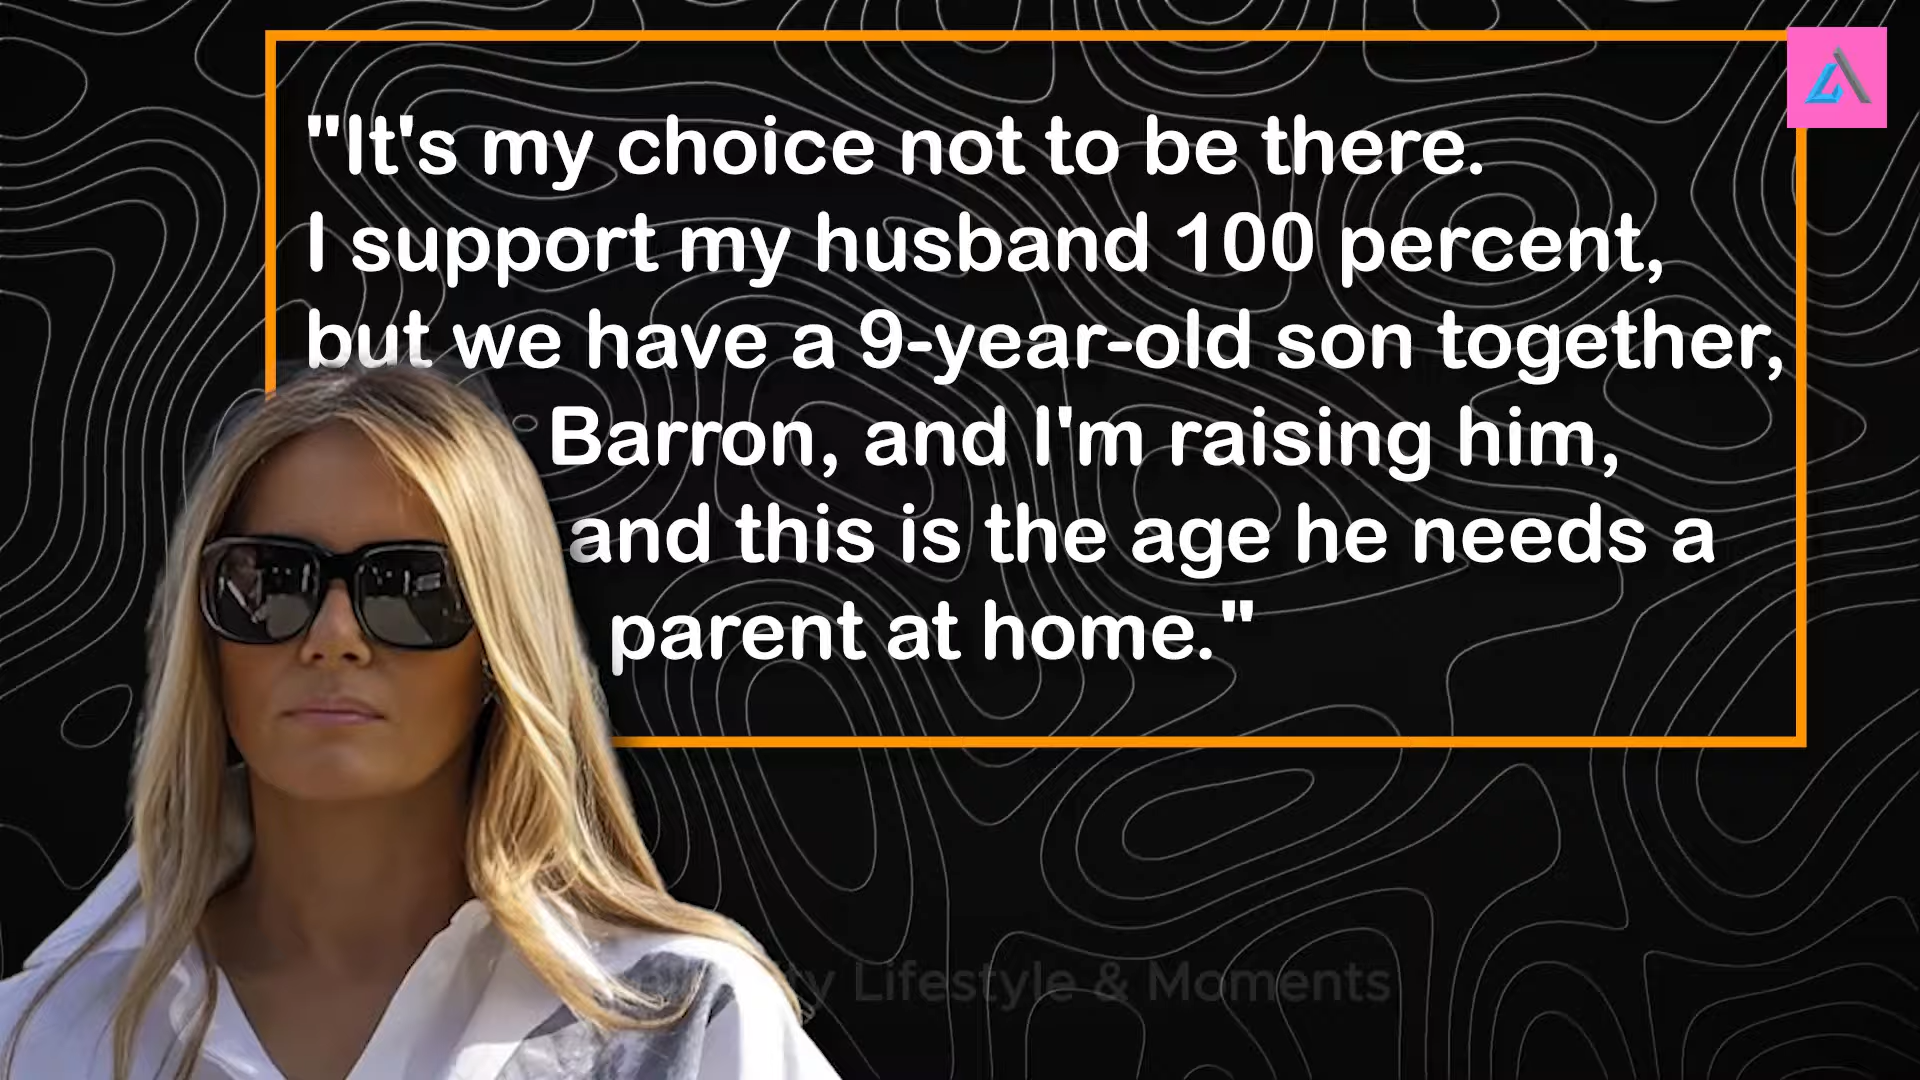 "It's my choice not to be there.
I support my husband 100 percent,
but we have a 9-year-old son together,
Barron, and I'm raising him,
and this is the age he needs a
parent at home."
Lifestyle & Moments